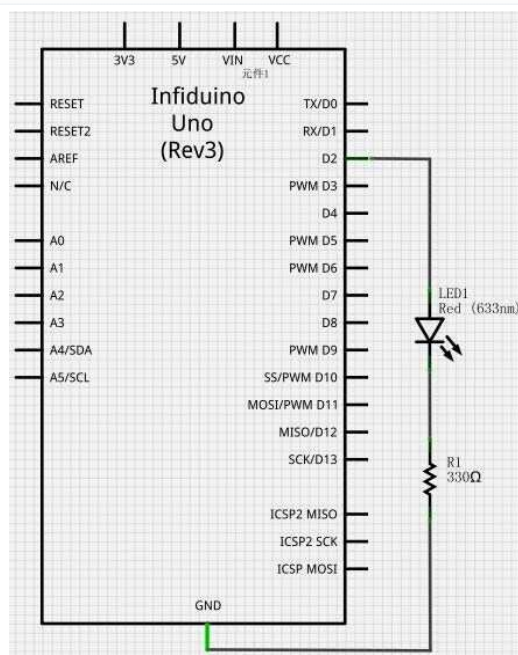 3V3 5V VIN VCC
元件1
Infiduino
Uno
(Rev3)
RESET
RESET2
AREF
N/C
A0
A1
A2
A3
A4/SDA
A5/SCL
TX/D0
RX/D1
D2
PWM D3
D4
PWM D5
PWM D6
D7
D8
PWM D9
SS/PWM D10
MOSI/PWM D11
MISO/D12
SCK/D13
ICSP2 MISO
ICSP2 SCK
ICSP MOSI
GND
LED1
Red (633nm)
R1
330Ω